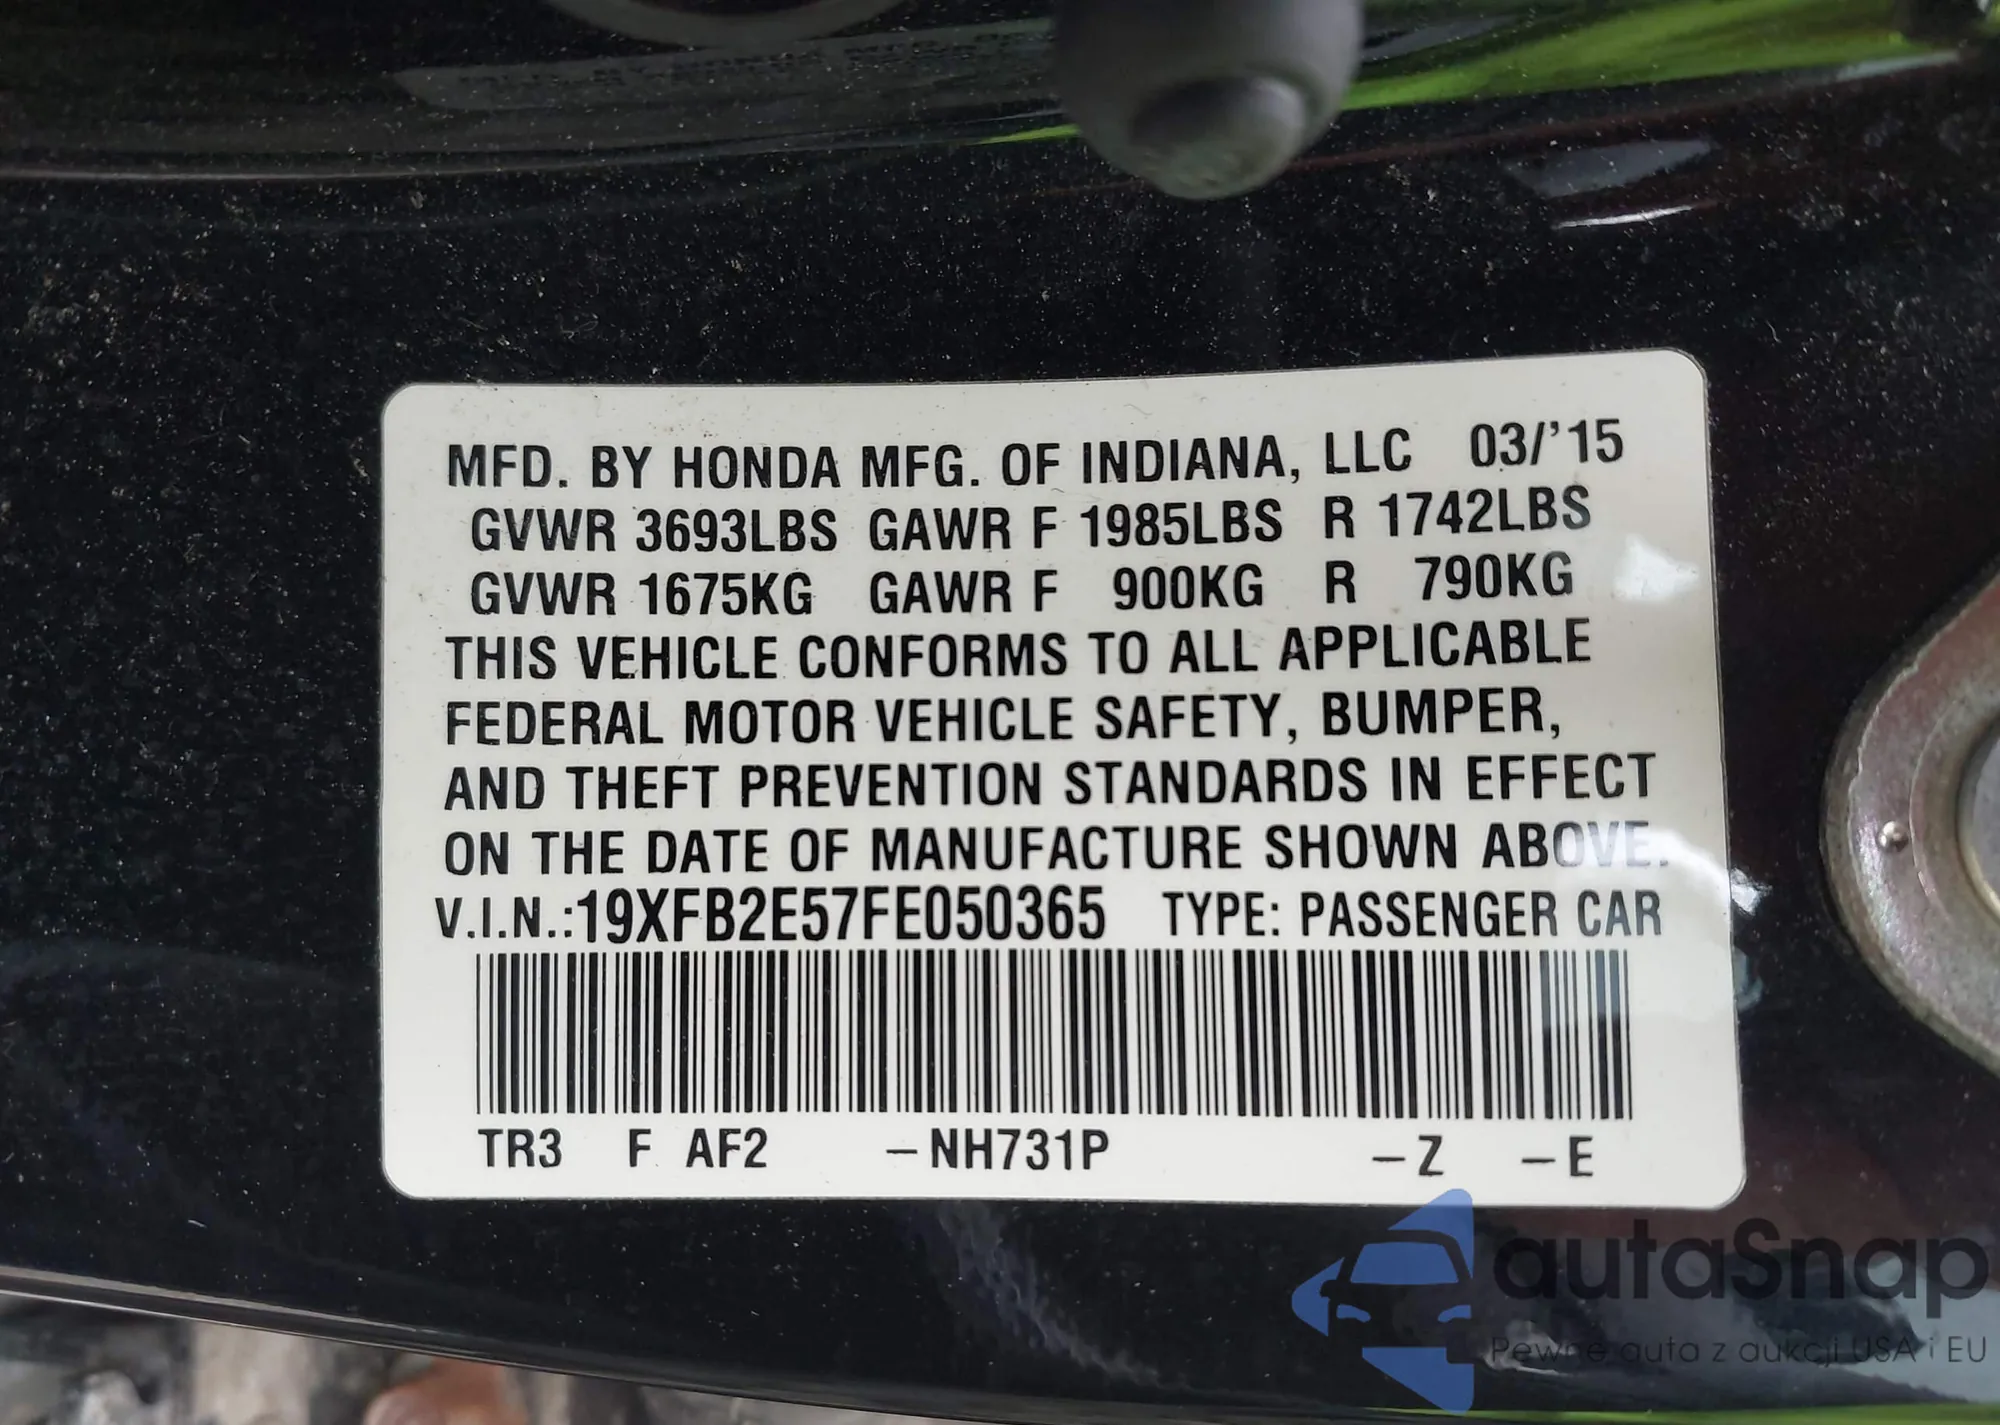 MFD. BY HONDA MFG. OF INDIANA, LLC 03/'15
GVWR 3693LBS GAWR F 1985LBS R 1742LBS
GVWR 1675KG GAWR F 900KG R 790KG
THIS VEHICLE CONFORMS TO ALL APPLICABLE
FEDERAL MOTOR VEHICLE SAFETY, BUMPER,
AND THEFT PREVENTION STANDARDS IN EFFECT
ON THE DATE OF MANUFACTURE SHOWN ABOVE.
V.I.N.:19XFB2E57FE050365 TYPE: PASSENGER CAR
TR3 F AF2 –NH731P –Z –E
autaSnap
Pewne auta z aukcji USA i EU